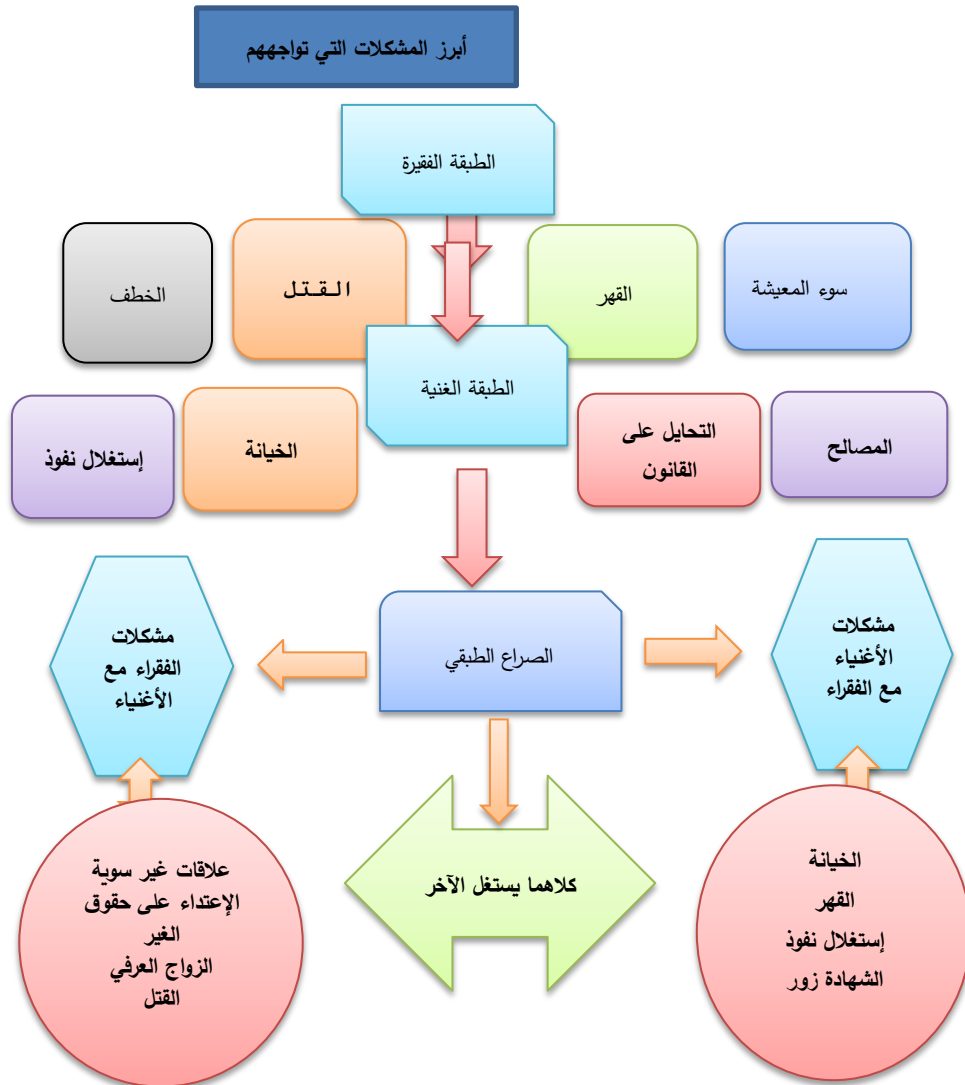 أبرز المشكلات التي تواجههم
الطبقة الفقيرة
سوء المعيشة
القهر
القتل
الخطف
الطبقة الغنية
المصالح
التحايل على
القانون
الخيانة
إستغلال نفوذ
الصراع الطبقي
مشكلات
الأغنياء
مع الفقراء
مشكلات
الفقراء مع
الأغنياء
كلاهما يستغل الآخر
الخيانة
القهر
إستغلال نفوذ
الشهادة زور
علاقات غير سوية
الإعتداء على حقوق
الغير
الزواج العرفي
القتل